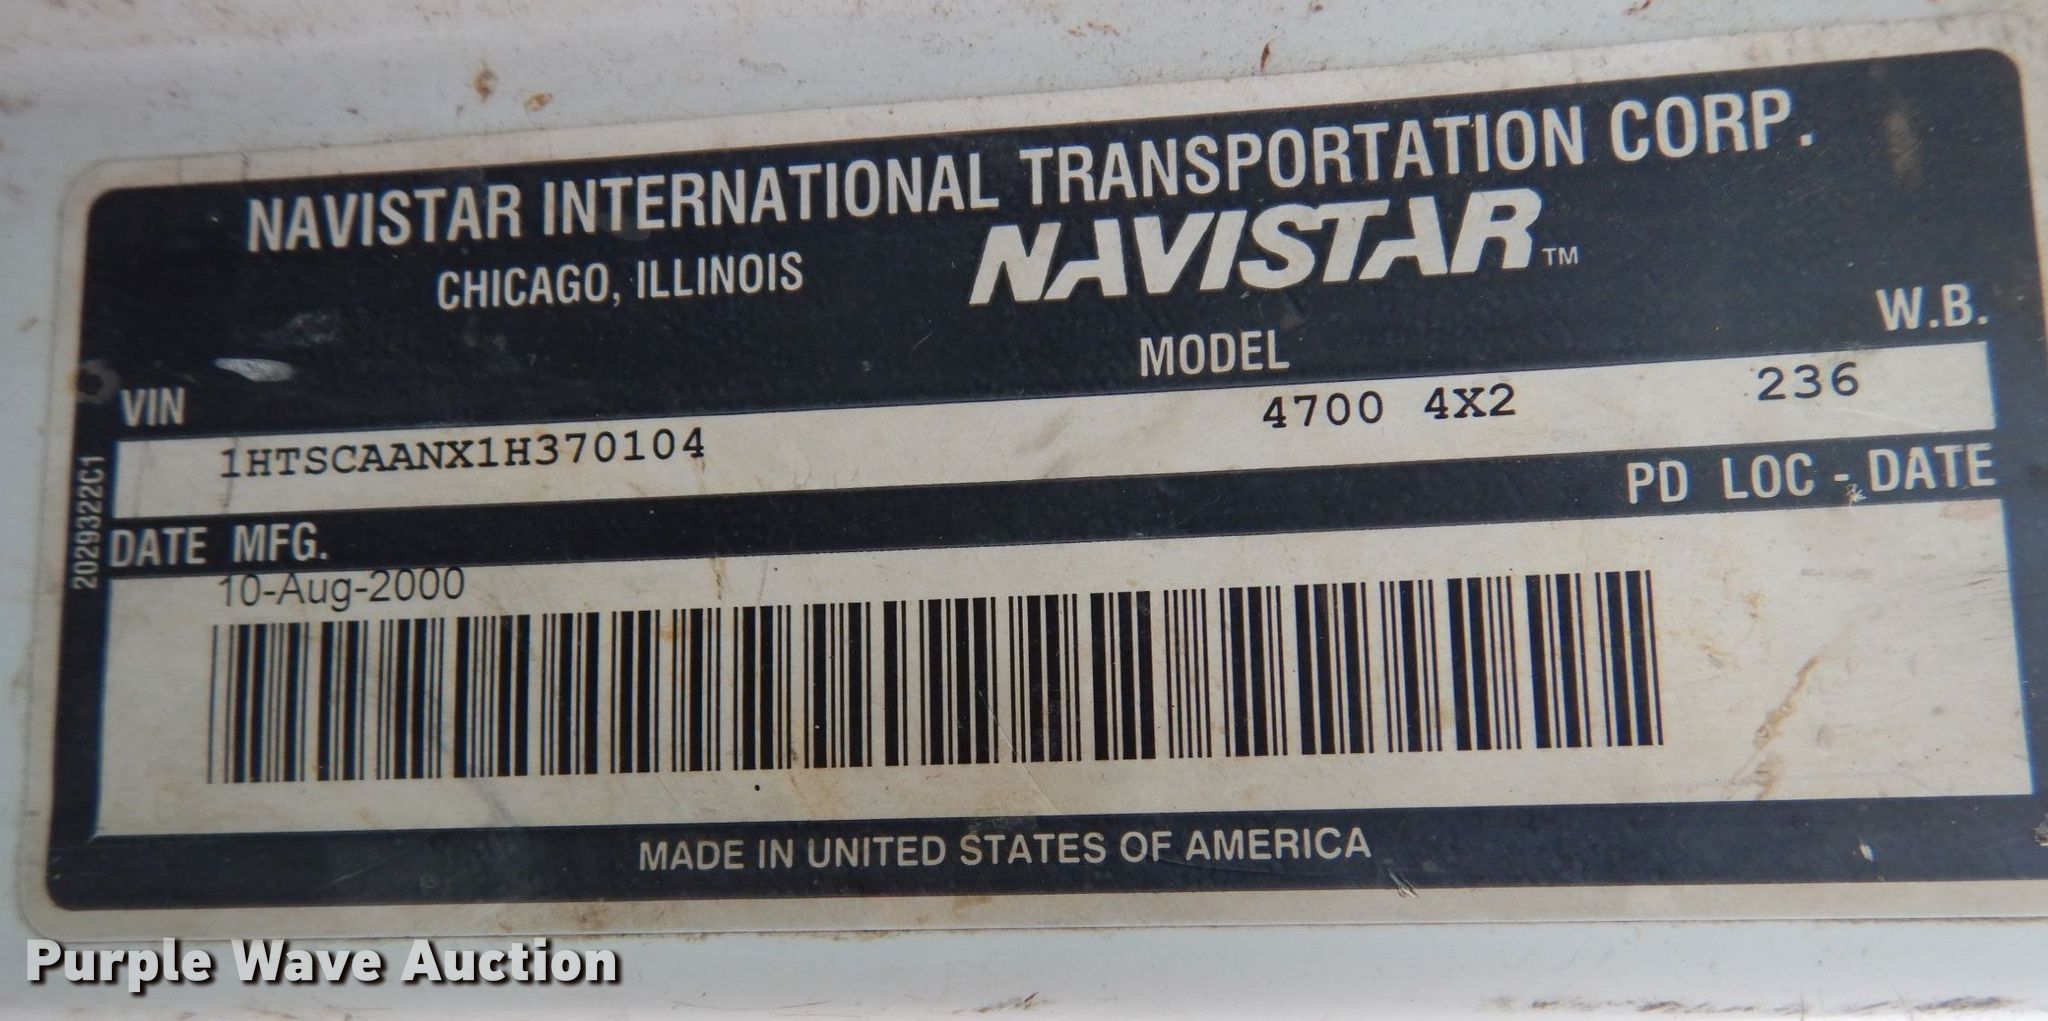 NAVISTAR INTERNATIONAL TRANSPORTATION CORP.
CHICAGO, ILLINOIS
NAVISTAR™
MODEL
W.B.
VIN
1HTSCAANX1H370104
4700 4X2
236
PD LOC - DATE
DATE MFG.
10-Aug-2000
2029322C1
MADE IN UNITED STATES OF AMERICA
Purple Wave Auction